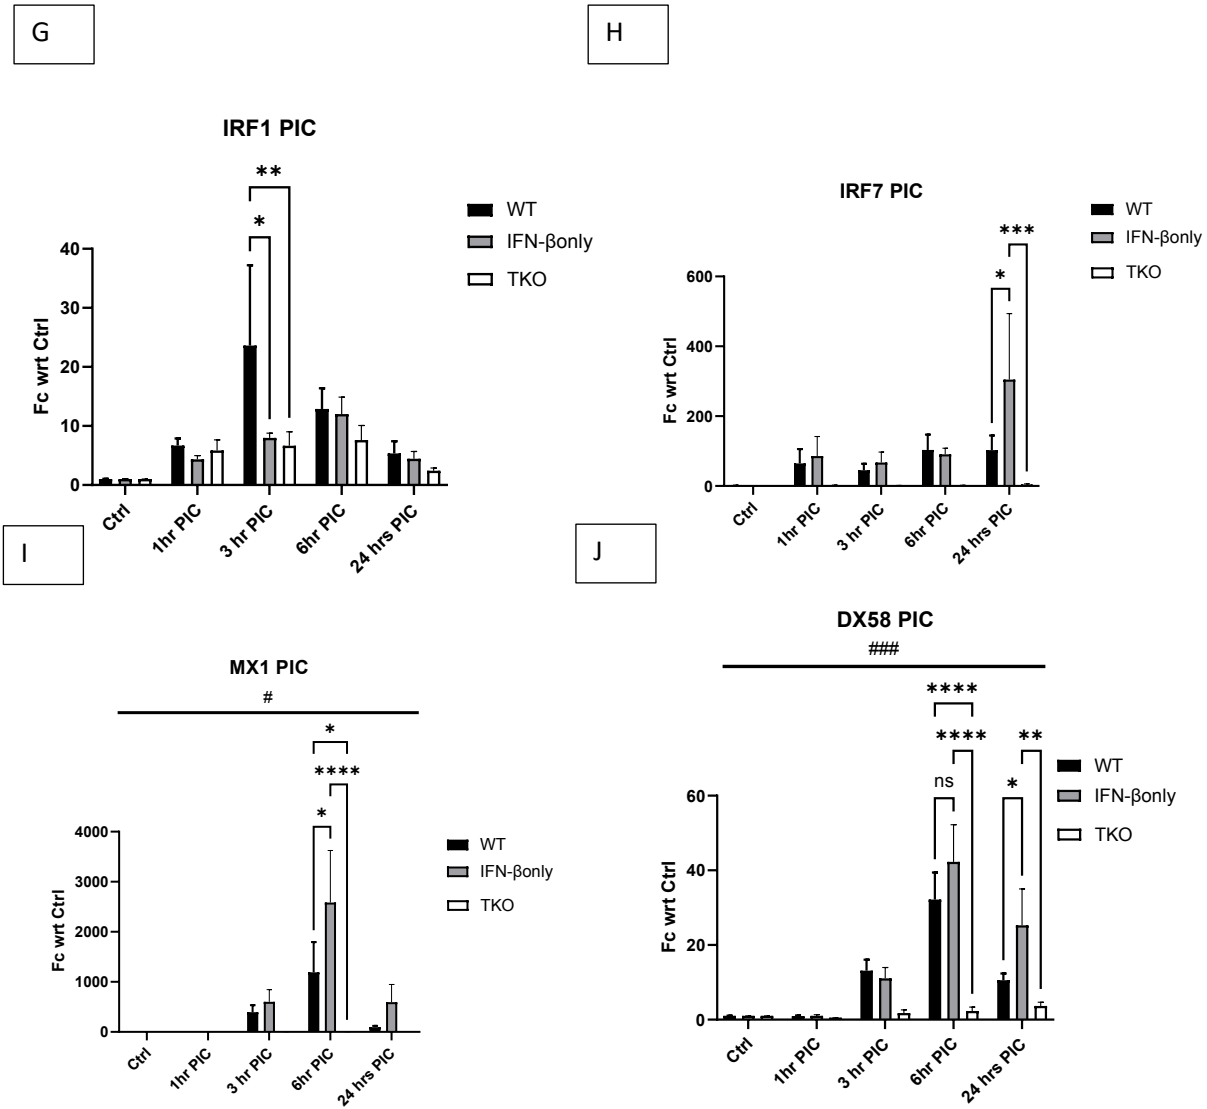 G
IRF1 PIC
**
*
WT
IFN-βonly
TKO
Fc wrt Ctrl
40
30
20
10
0
Ctrl
1hr PIC
3 hr PIC
6hr PIC
24 hrs PIC
H
IRF7 PIC
***
*
WT
IFN-βonly
TKO
Fc wrt Ctrl
600
400
200
0
Ctrl
1hr PIC
3 hr PIC
6hr PIC
24 hrs PIC
I
MX1 PIC
#
*
****
*
WT
IFN-βonly
TKO
Fc wrt Ctrl
4000
3000
2000
1000
0
Ctrl
1hr PIC
3 hr PIC
6hr PIC
24 hrs PIC
J
DX58 PIC
###
****
**** **
ns *
WT
IFN-βonly
TKO
Fc wrt Ctrl
60
40
20
0
Ctrl
1hr PIC
3 hr PIC
6hr PIC
24 hrs PIC